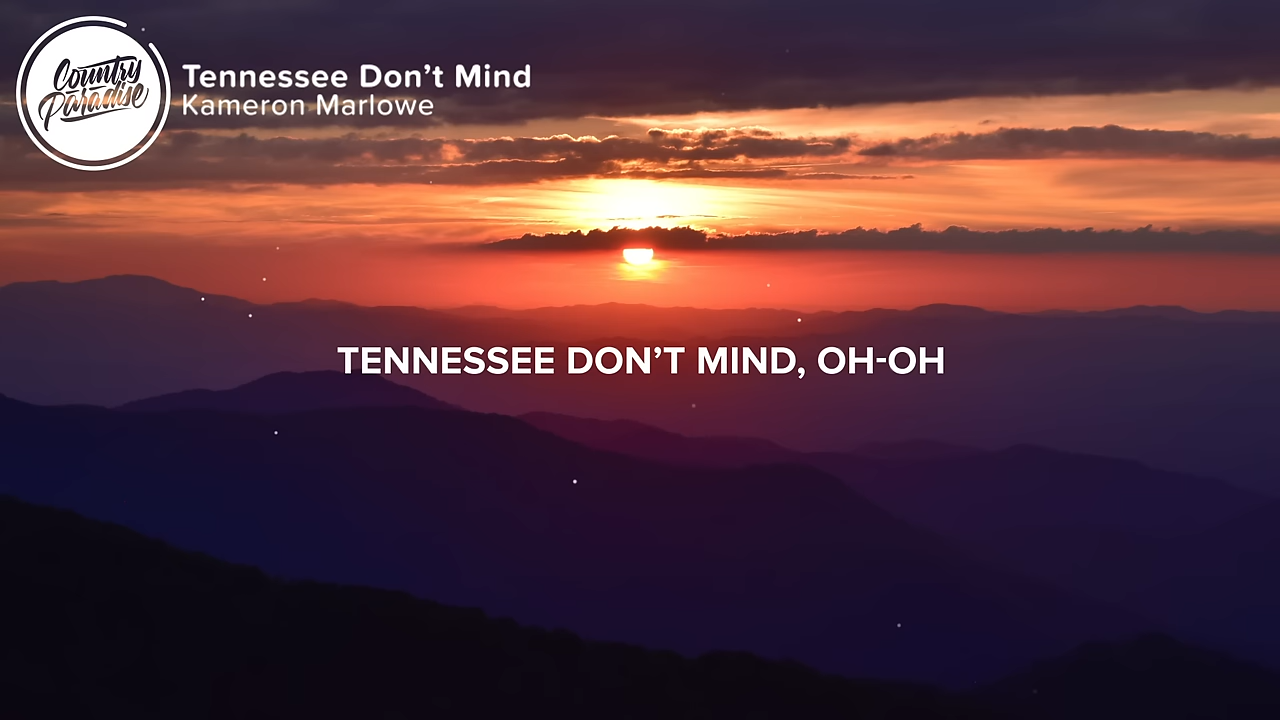 Country
Paradise
Tennessee Don’t Mind
Kameron Marlowe
TENNESSEE DON’T MIND, OH-OH